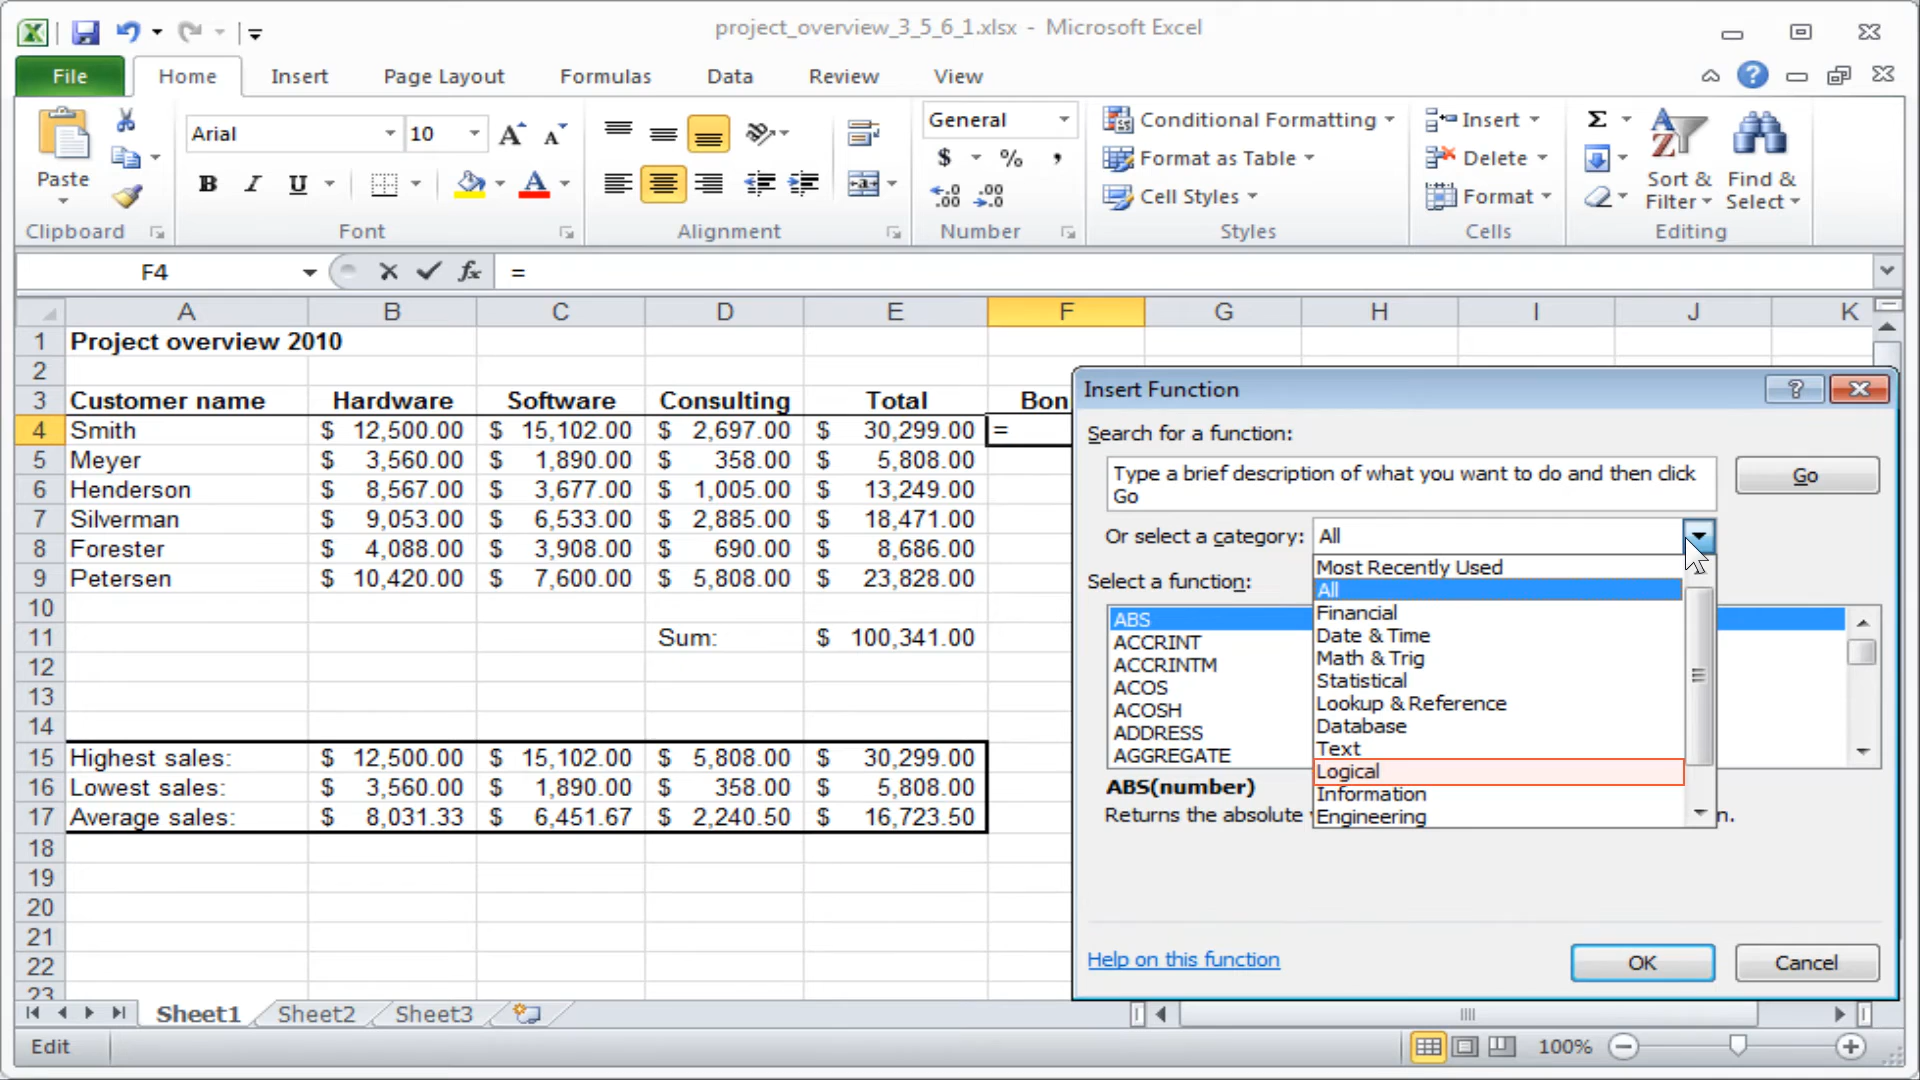 project_overview_3_5_6_1.xlsx - Microsoft Excel
File Home Insert Page Layout Formulas Data Review View
Arial 10 General Conditional Formatting Insert Σ
Paste $ % , Format as Table Delete Sort & Find &
B I U A Cell Styles Format Filter Select
Clipboard Font Alignment Number Styles Cells Editing
F4 fx =
A B C D E F G H I J K
1 Project overview 2010
2
3 Customer name Hardware Software Consulting Total Bon
4 Smith $ 12,500.00 $ 15,102.00 $ 2,697.00 $ 30,299.00 =
5 Meyer $ 3,560.00 $ 1,890.00 $ 358.00 $ 5,808.00
6 Henderson $ 8,567.00 $ 3,677.00 $ 1,005.00 $ 13,249.00
7 Silverman $ 9,053.00 $ 6,533.00 $ 2,885.00 $ 18,471.00
8 Forester $ 4,088.00 $ 3,908.00 $ 690.00 $ 8,686.00
9 Petersen $ 10,420.00 $ 7,600.00 $ 5,808.00 $ 23,828.00
10
11 Sum: $ 100,341.00
12
13
14
15 Highest sales: $ 12,500.00 $ 15,102.00 $ 5,808.00 $ 30,299.00
16 Lowest sales: $ 3,560.00 $ 1,890.00 $ 358.00 $ 5,808.00
17 Average sales: $ 8,031.33 $ 6,451.67 $ 2,240.50 $ 16,723.50
18
19
20
21
22
23
Insert Function
Search for a function:
Type a brief description of what you want to do and then click
Go
Go
Or select a category: All
Most Recently Used
All
Financial
Date & Time
Math & Trig
Statistical
Lookup & Reference
Database
Text
Logical
Information
Engineering
Select a function:
ABS
ACCRINT
ACCRINTM
ACOS
ACOSH
ADDRESS
AGGREGATE
ABS(number)
Returns the absolute n.
Help on this function OK Cancel
Sheet1 Sheet2 Sheet3
Edit 100%